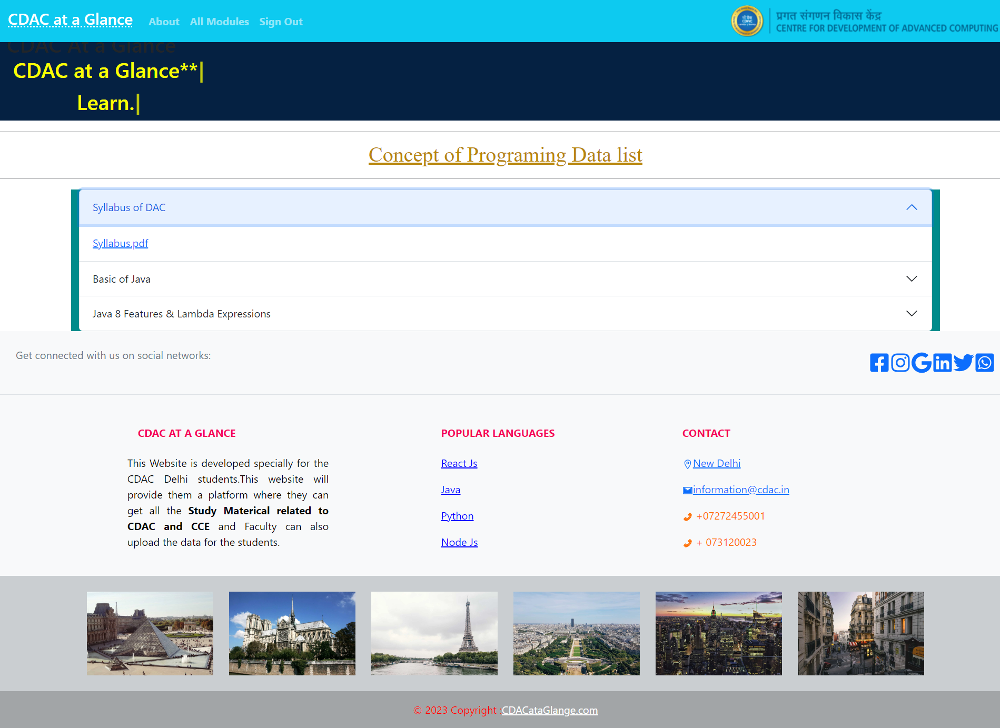 CDAC at a Glance About All Modules Sign Out
प्रगत संगणन विकास केंद्र
CENTRE FOR DEVELOPMENT OF ADVANCED COMPUTING
CDAC At a Glance
CDAC at a Glance**|
Learn.|
Concept of Programing Data list
Syllabus of DAC
Syllabus.pdf
Basic of Java
Java 8 Features & Lambda Expressions
Get connected with us on social networks:
CDAC AT A GLANCE
This Website is developed specially for the
CDAC Delhi students.This website will
provide them a platform where they can
get all the Study Materical related to
CDAC and CCE and Faculty can also
upload the data for the students.
POPULAR LANGUAGES
React Js
Java
Python
Node Js
CONTACT
New Delhi
information@cdac.in
+07272455001
+ 073120023
© 2023 Copyright :CDACataGlange.com